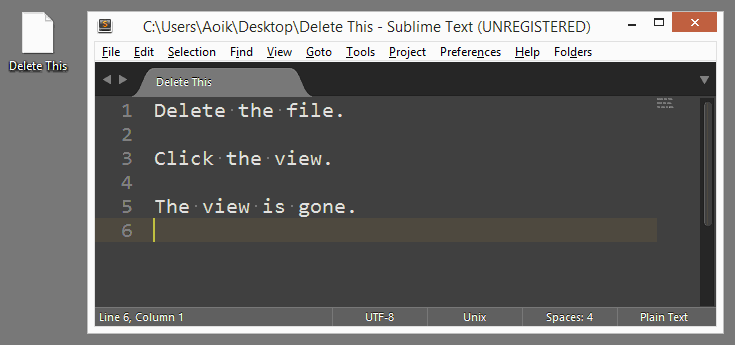 Delete This
C:\Users\Aoik\Desktop\Delete This - Sublime Text (UNREGISTERED)
File Edit Selection Find View Goto Tools Project Preferences Help Folders
Delete This
1 Delete the file.
2
3 Click the view.
4
5 The view is gone.
6
Line 6, Column 1 UTF-8 Unix Spaces: 4 Plain Text